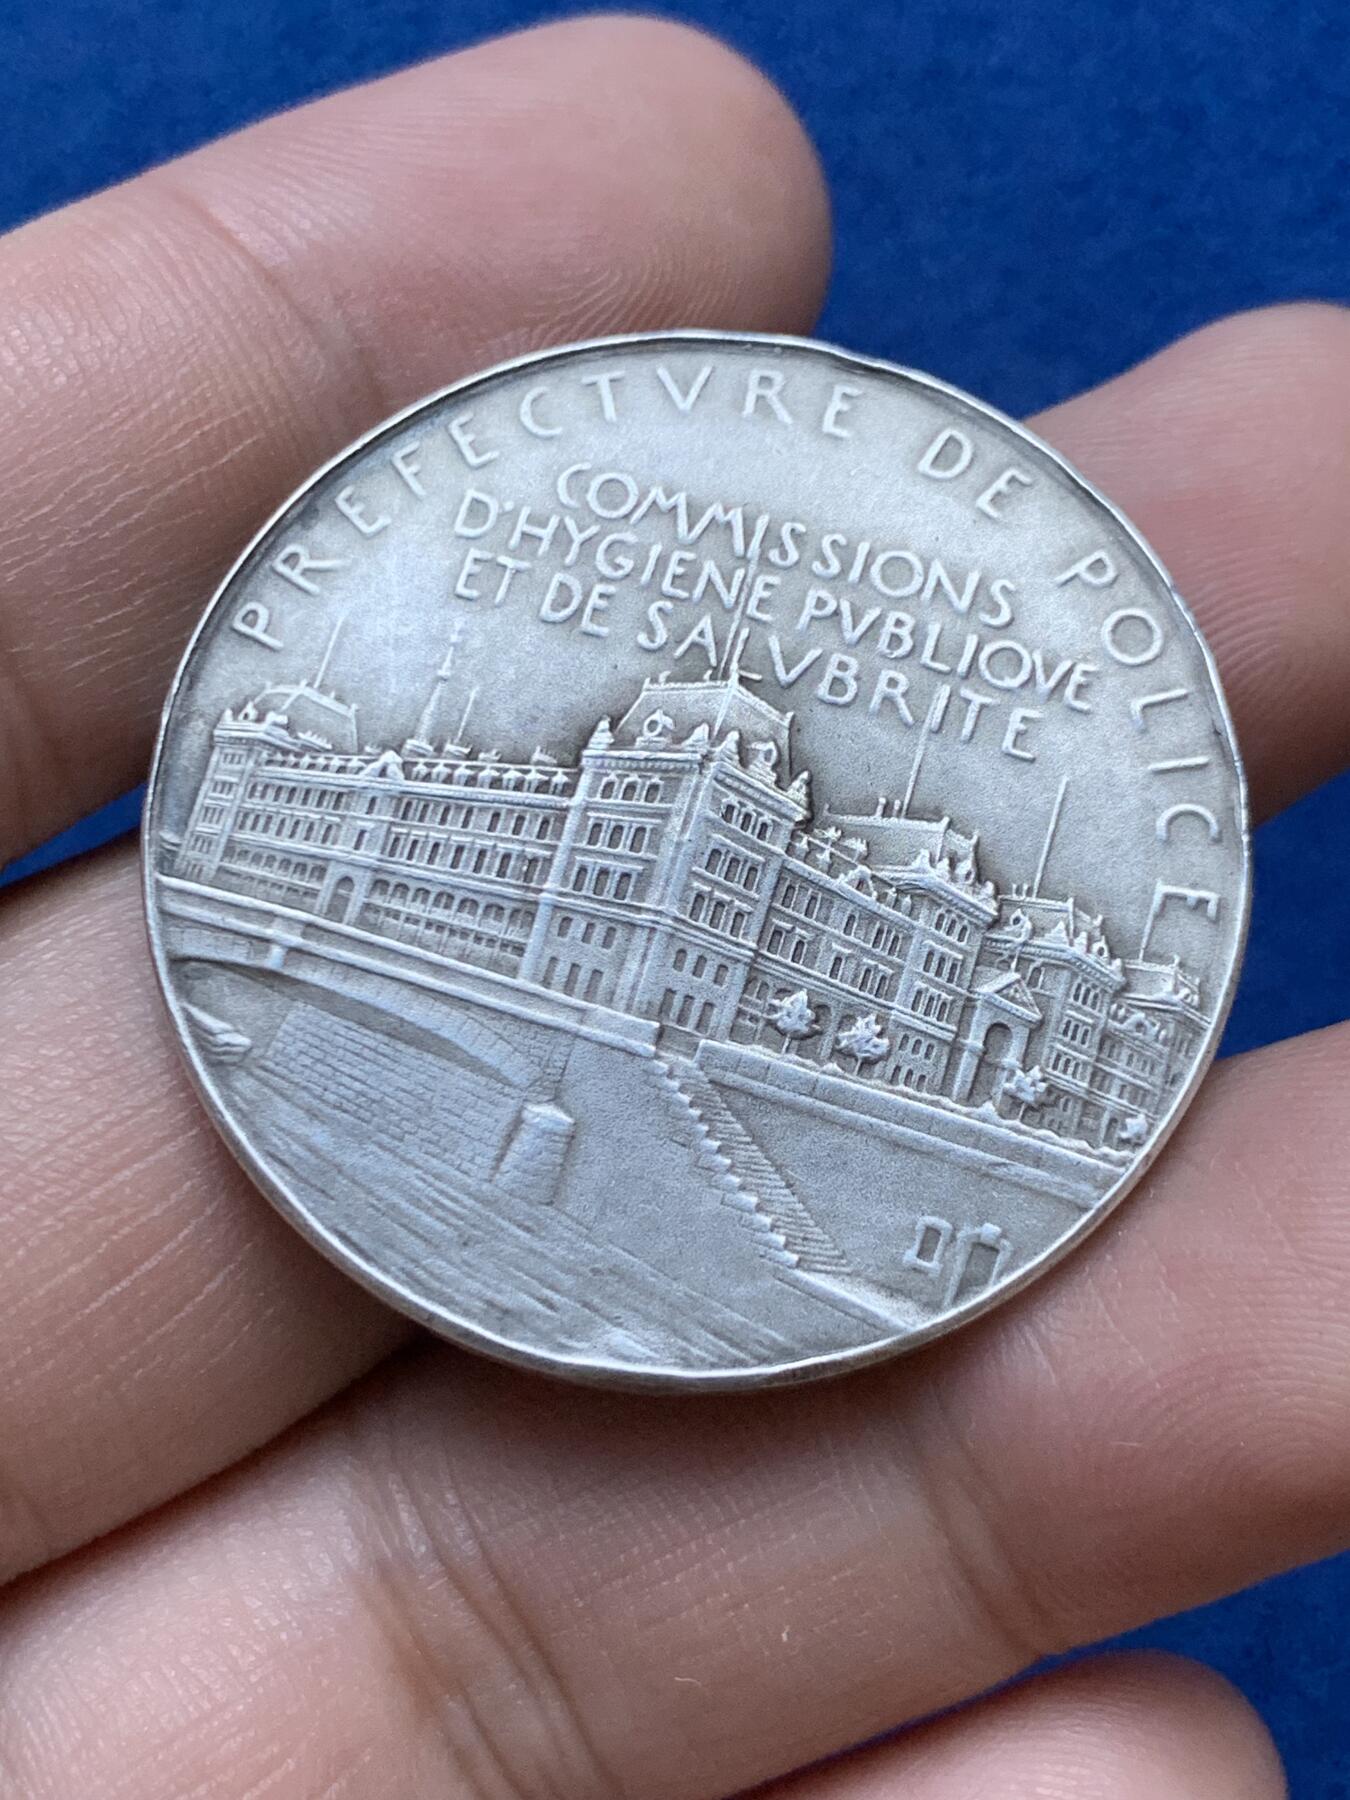 PREFECTVRE DE POLICE
COMMISSIONS
D'HYGIENE PVBLIQVE
ET DE SALVBRITE